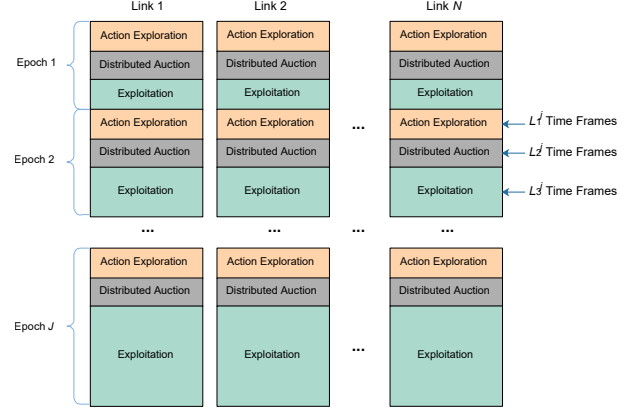 Link 1 Link 2 Link N
Action Exploration Action Exploration Action Exploration
Epoch 1 Distributed Auction Distributed Auction Distributed Auction
Exploitation Exploitation Exploitation
Action Exploration Action Exploration ... Action Exploration L1^j Time Frames
Epoch 2 Distributed Auction Distributed Auction Distributed Auction L2^j Time Frames
Exploitation Exploitation Exploitation L3^j Time Frames
... ... ... ...
Action Exploration Action Exploration Action Exploration
Distributed Auction Distributed Auction Distributed Auction
Epoch J
Exploitation Exploitation ... Exploitation